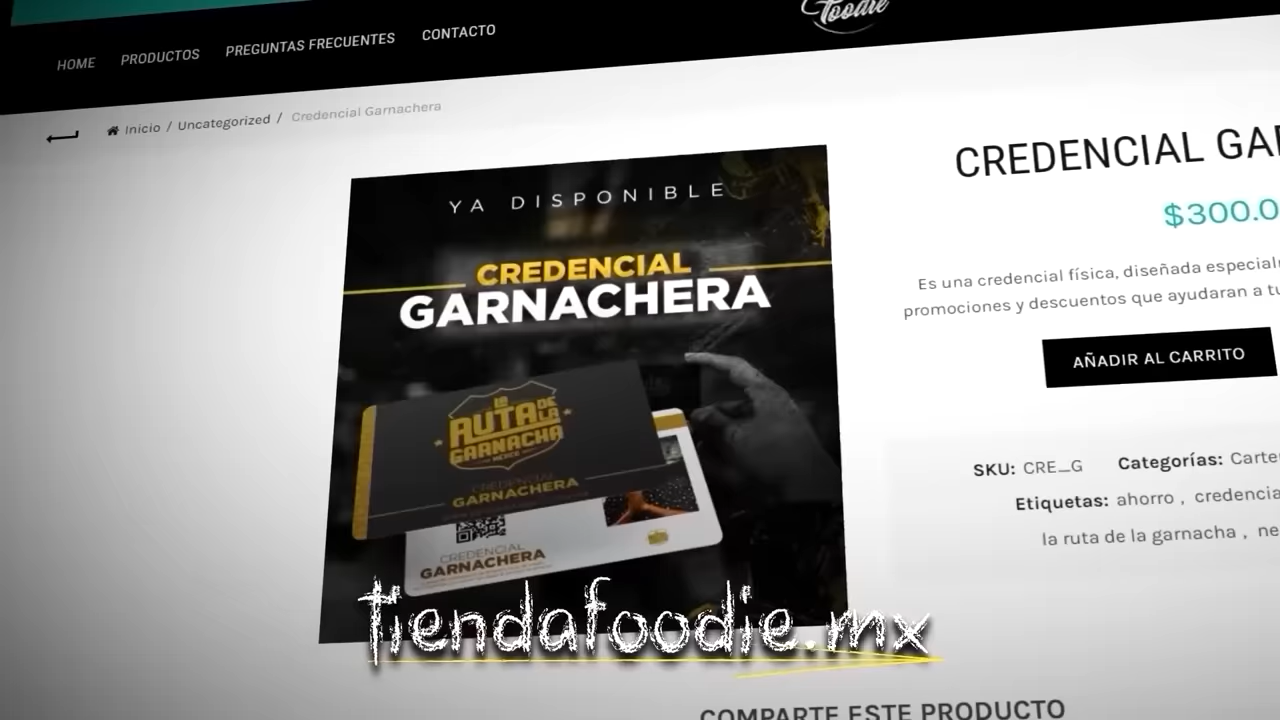 Foodie
HOME PRODUCTOS PREGUNTAS FRECUENTES CONTACTO
Inicio / Uncategorized / Credencial Garnachera
YA DISPONIBLE
CREDENCIAL
GARNACHERA
LA
RUTA DE
LA
GARNACHA
MÉXICO
CREDENCIAL
GARNACHERA
CREDENCIAL
GARNACHERA
CREDENCIAL GA
$300.0
Es una credencial física, diseñada especial
promociones y descuentos que ayudaran a tu
AÑADIR AL CARRITO
SKU: CRE_G Categorías: Carte
Etiquetas: ahorro , credencia
la ruta de la garnacha , ne
tiendafoodie.mx
COMPARTE ESTE PRODUCTO